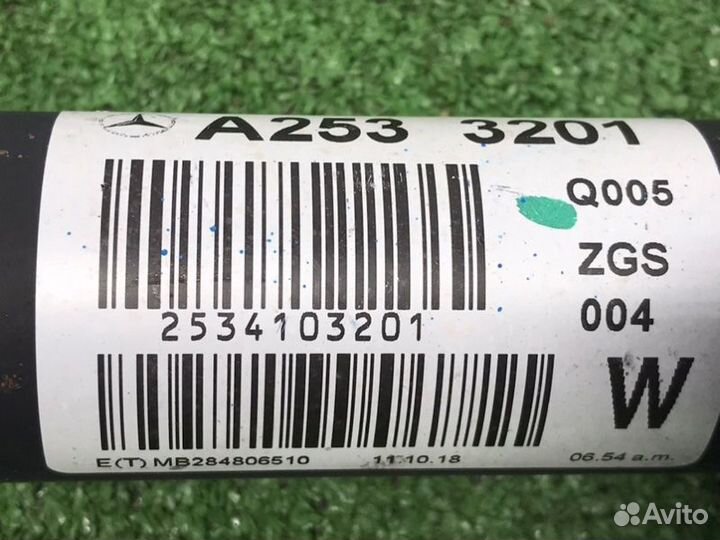 A253 3201
Q005
ZGS
2534103201
004
W
E(T) MB284806510 11.10.18 06.54 a.m.
Avito